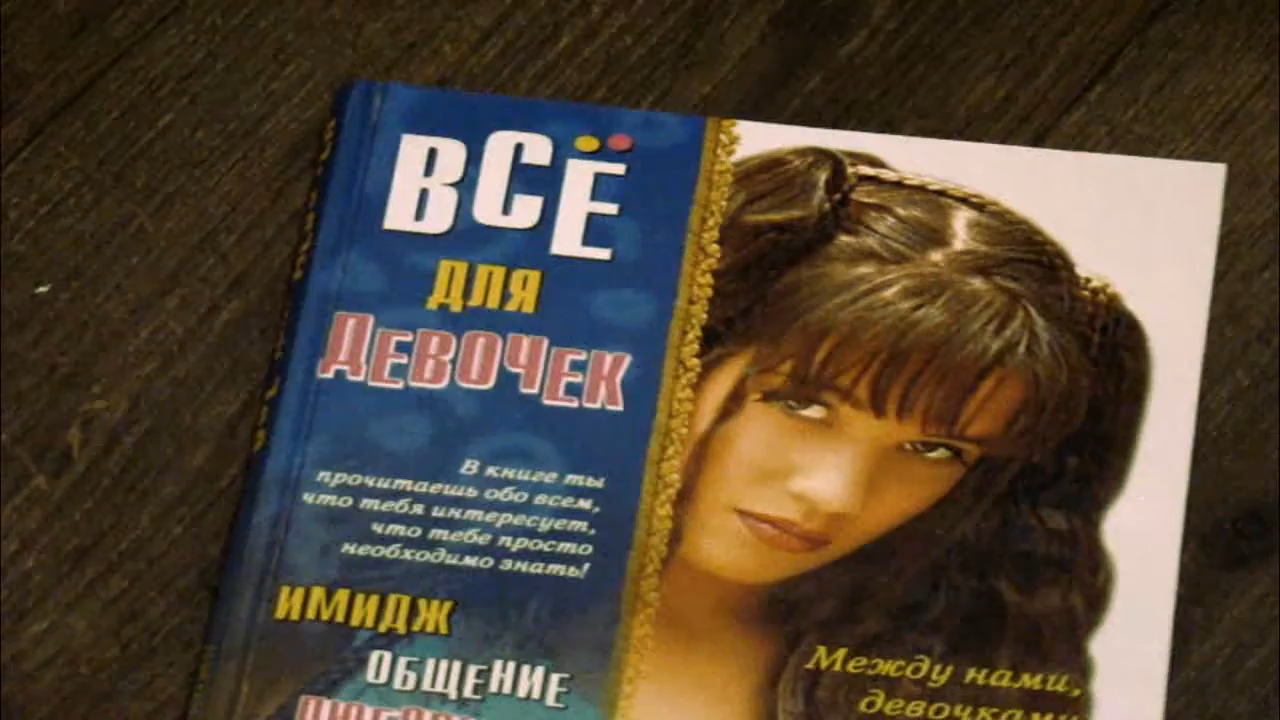 ВСЁ
ДЛЯ
ДЕВОЧЕК
В книге ты
прочитаешь обо всем,
что тебя интересует,
что тебе просто
необходимо знать!
ИМИДЖ
ОБЩЕНИЕ
Между нами,
девочками